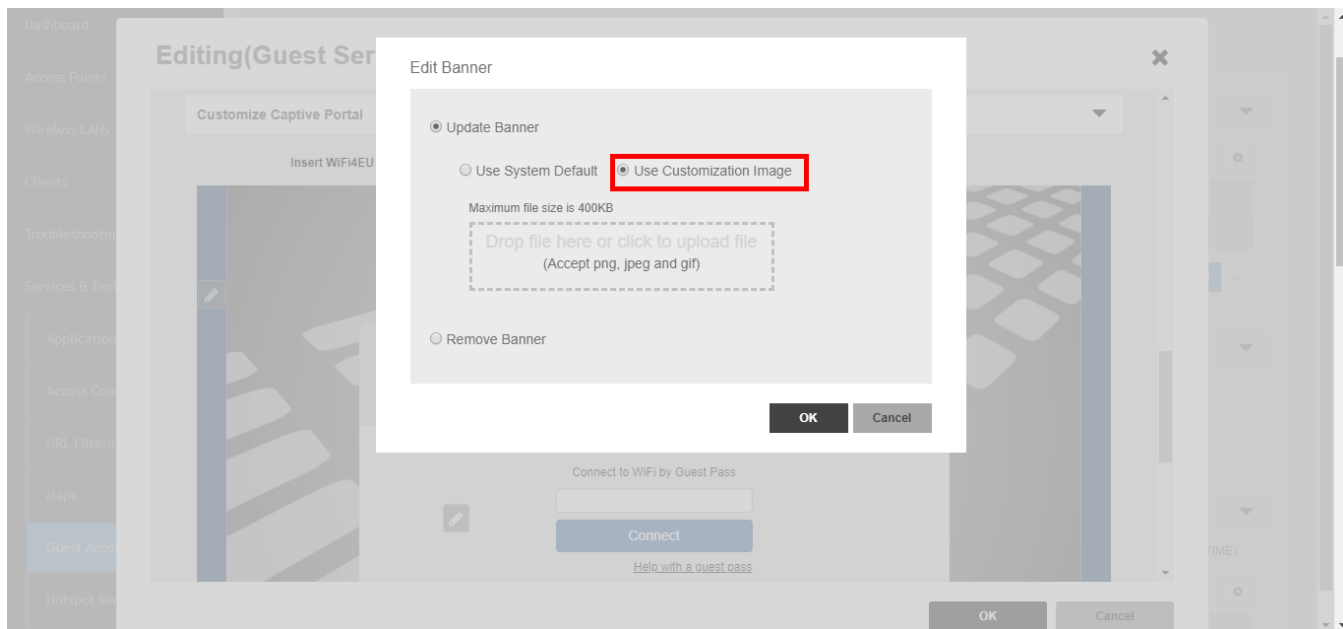 Dashboard
Access Points
Wireless LANs
Clients
Troubleshootin
Services & Prof
Application
Access Con
URL Filterin
Maps
Guest Acce
Hotspot Ser
Editing(Guest Ser
Customize Captive Portal
Insert WiFi4EU
Edit Banner
Update Banner
Use System Default Use Customization Image
Maximum file size is 400KB
Drop file here or click to upload file
(Accept png, jpeg and gif)
Remove Banner
OK Cancel
Connect to WiFi by Guest Pass
Connect
Help with a guest pass
OK Cancel
TIME)